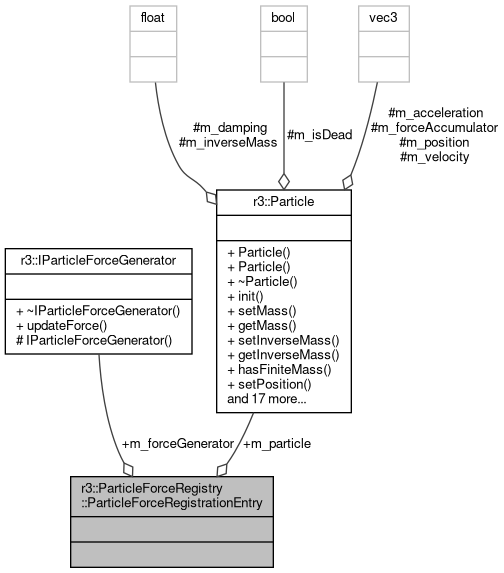 float
bool
vec3
#m_damping
#m_inverseMass
#m_isDead
#m_acceleration
#m_forceAccumulator
#m_position
#m_velocity
r3::Particle
+ Particle()
+ Particle()
+ ~Particle()
+ init()
+ setMass()
+ getMass()
+ setInverseMass()
+ getInverseMass()
+ hasFiniteMass()
+ setPosition()
and 17 more...
r3::IParticleForceGenerator
+ ~IParticleForceGenerator()
+ updateForce()
# IParticleForceGenerator()
+m_forceGenerator
+m_particle
r3::ParticleForceRegistry
::ParticleForceRegistrationEntry